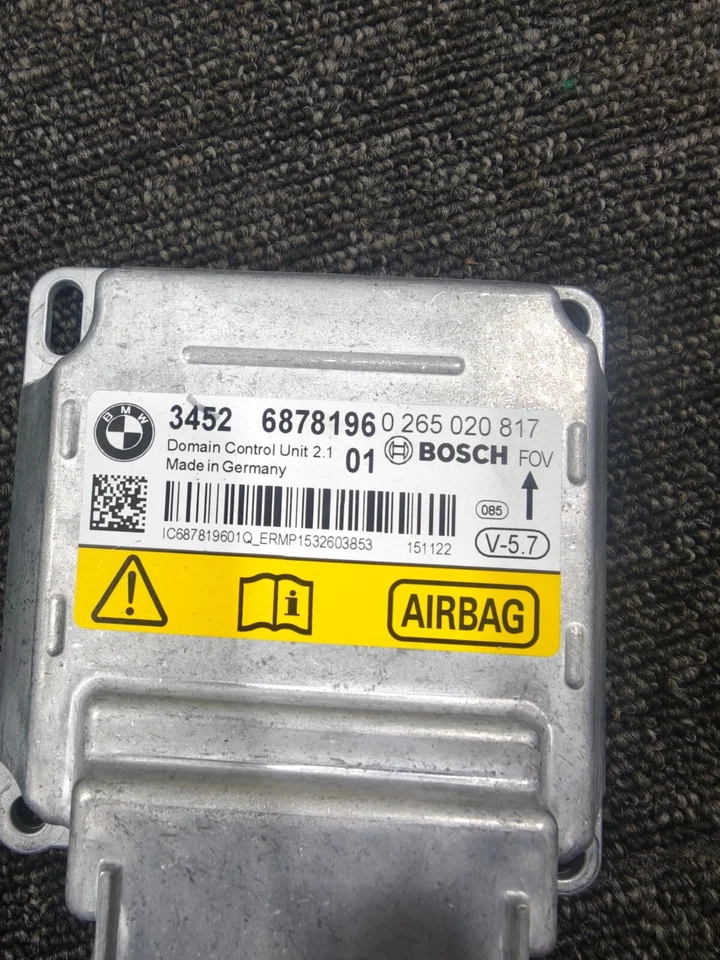 BMW
3452 6878196 0 265 020 817
Domain Control Unit 2.1 01 BOSCH FOV
Made in Germany
085
IC687819601Q_ERMP1532603853 151122 V-5.7
i AIRBAG